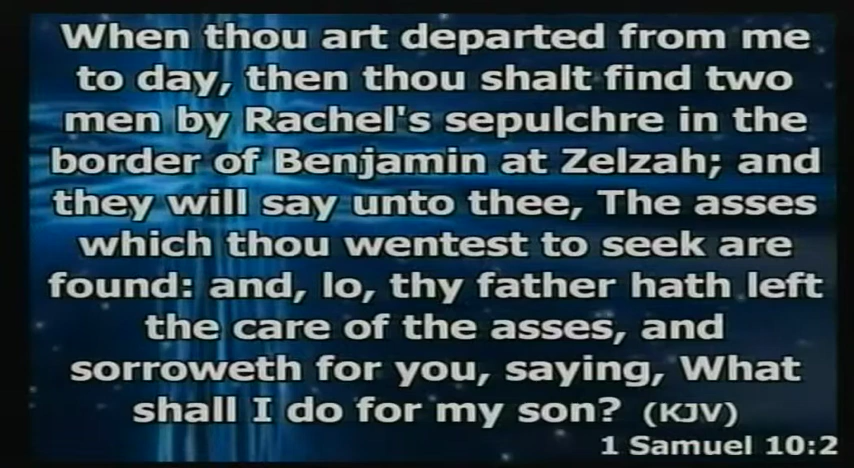 When thou art departed from me
to day, then thou shalt find two
men by Rachel's sepulchre in the
border of Benjamin at Zelzah; and
they will say unto thee, The asses
which thou wentest to seek are
found: and, lo, thy father hath left
the care of the asses, and
sorroweth for you, saying, What
shall I do for my son? (KJV)
1 Samuel 10:2